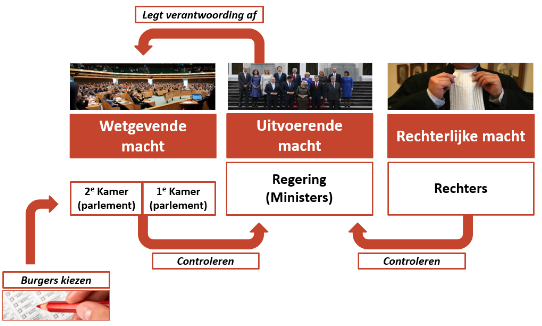 Legt verantwoording af
Wetgevende
macht
Uitvoerende
macht
Rechterlijke macht
2e Kamer
(parlement)
1e Kamer
(parlement)
Regering
(Ministers)
Rechters
Controleren
Controleren
Burgers kiezen